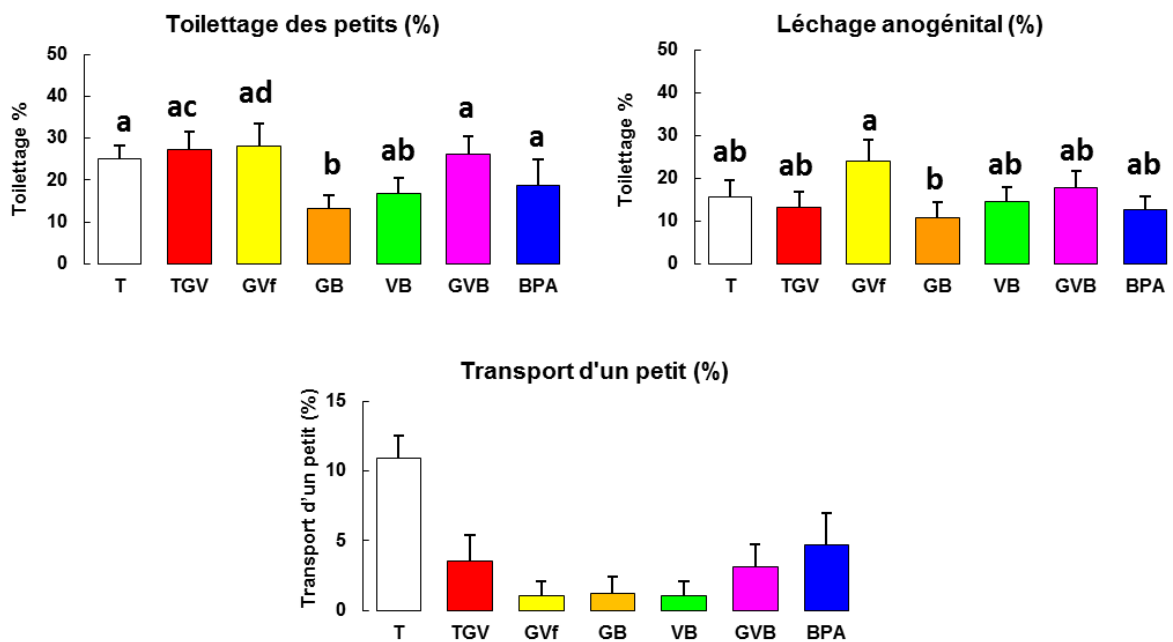 Toilettage des petits (%)
Toilettage %
50
40
30
20
10
0
a
ac
ad
b
ab
a
a
T TGV GVf GB VB GVB BPA
Léchage anogénital (%)
Toilettage %
50
40
30
20
10
0
ab
ab
a
b
ab
ab
ab
T TGV GVf GB VB GVB BPA
Transport d'un petit (%)
Transport d'un petit (%)
15
10
5
0
T TGV GVf GB VB GVB BPA